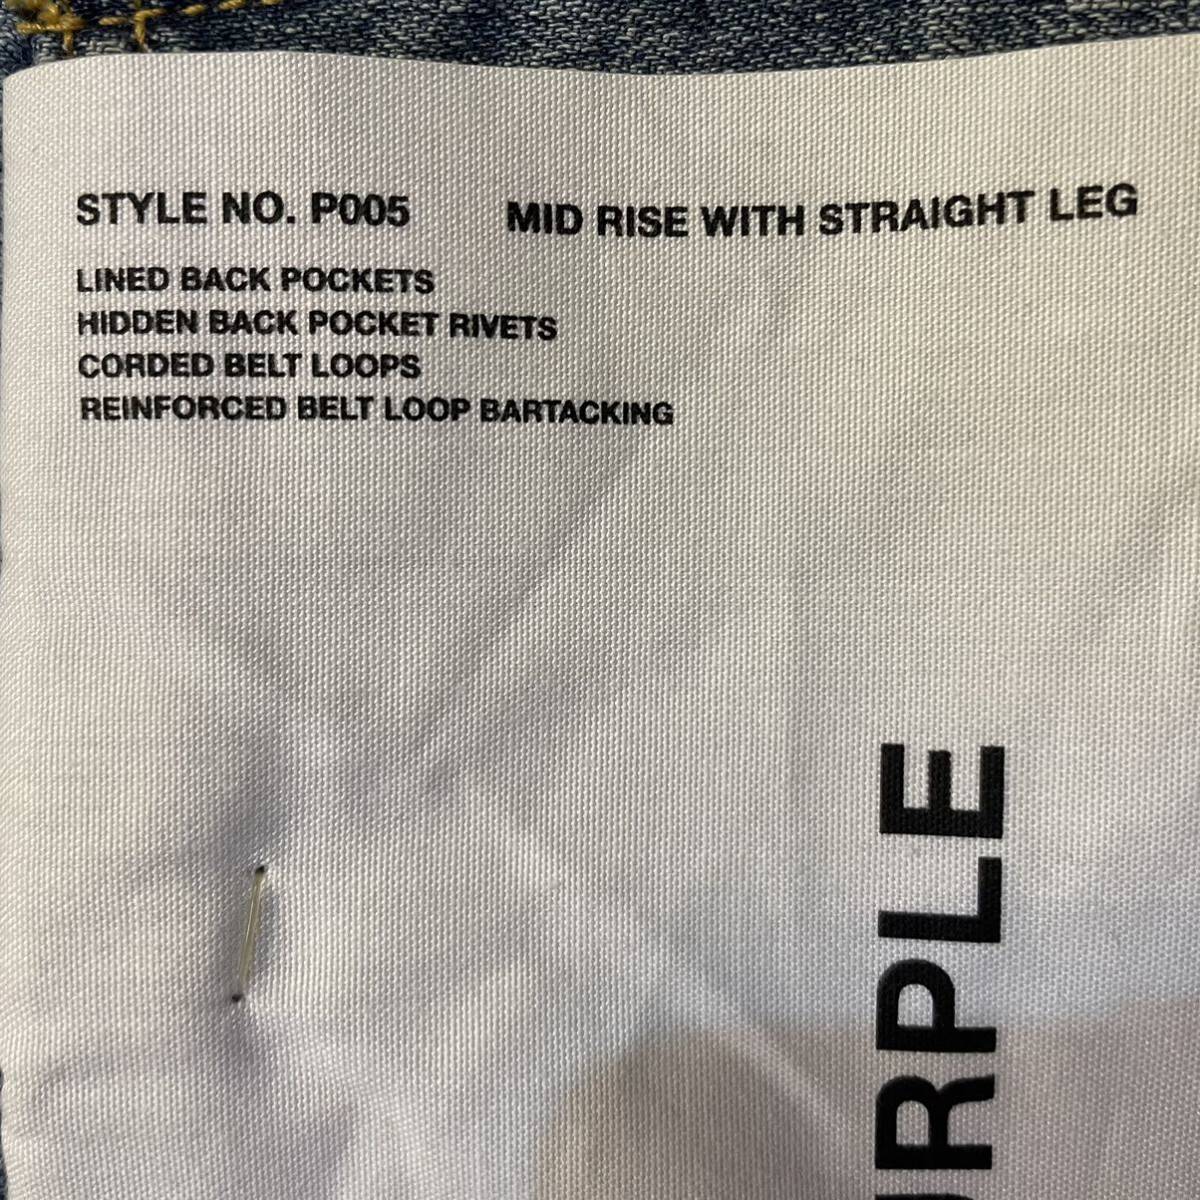 STYLE NO. P005 MID RISE WITH STRAIGHT LEG
LINED BACK POCKETS
HIDDEN BACK POCKET RIVETS
CORDED BELT LOOPS
REINFORCED BELT LOOP BARTACKING
URPLE